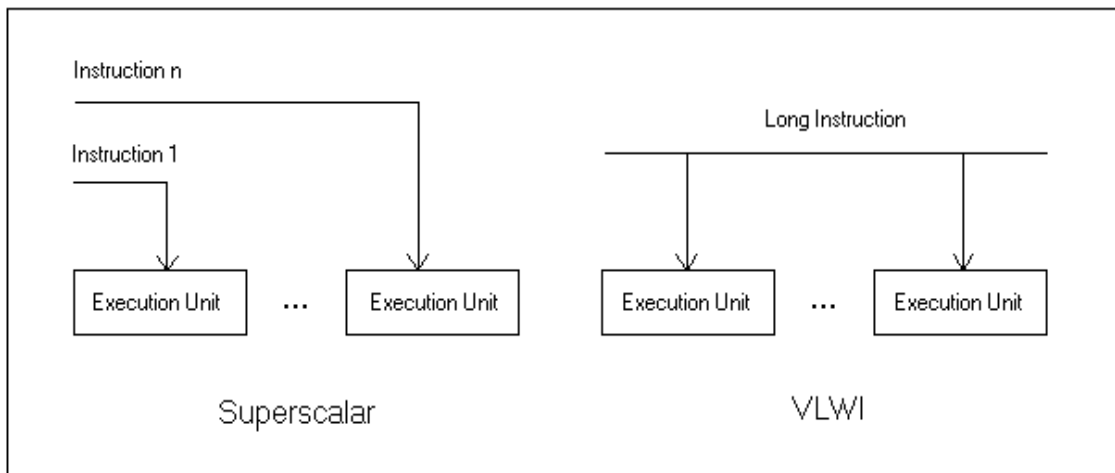 Instruction n
Instruction 1
Execution Unit
...
Execution Unit
Superscalar
Long Instruction
Execution Unit
...
Execution Unit
VLWI